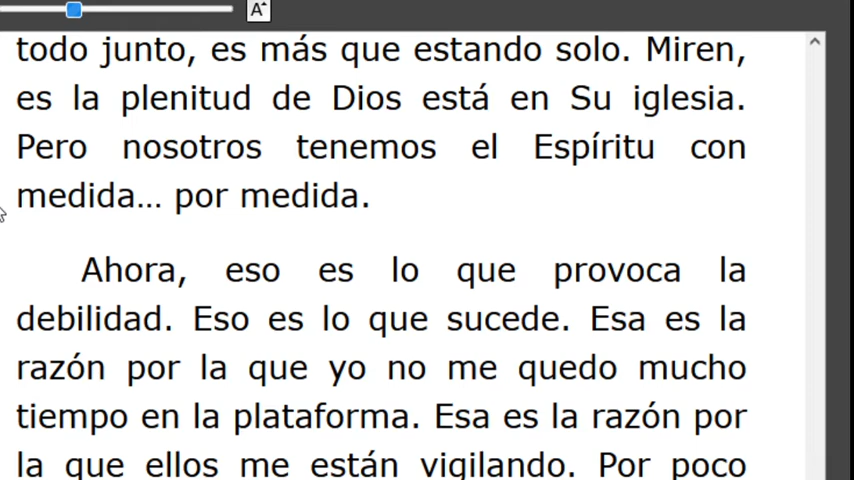 A
todo junto, es más que estando solo. Miren,
es la plenitud de Dios está en Su iglesia.
Pero nosotros tenemos el Espíritu con
medida... por medida.
Ahora, eso es lo que provoca la
debilidad. Eso es lo que sucede. Esa es la
razón por la que yo no me quedo mucho
tiempo en la plataforma. Esa es la razón por
la que ellos me están vigilando. Por poco